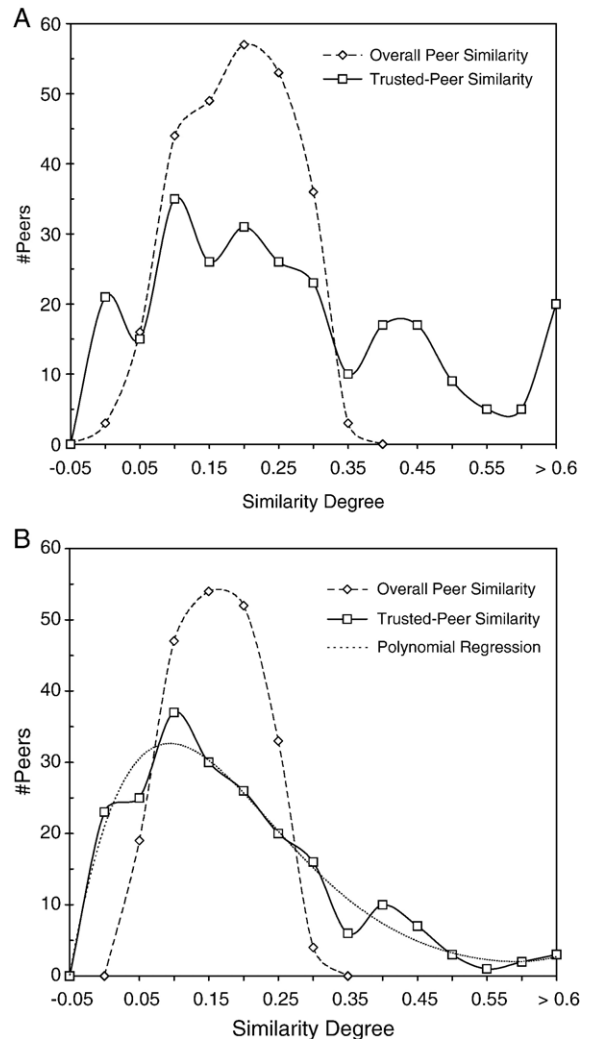 A
60
50
40
30
20
10
0
#Peers
Overall Peer Similarity
Trusted-Peer Similarity
-0.05 0.05 0.15 0.25 0.35 0.45 0.55 > 0.6
Similarity Degree
B
60
50
40
30
20
10
0
#Peers
Overall Peer Similarity
Trusted-Peer Similarity
Polynomial Regression
-0.05 0.05 0.15 0.25 0.35 0.45 0.55 > 0.6
Similarity Degree